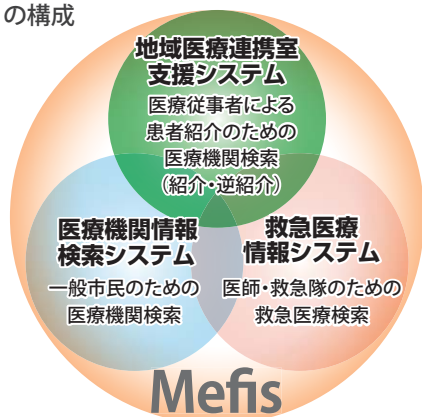 の構成
地域医療連携室
支援システム
医療従事者による
患者紹介のための
医療機関検索
（紹介・逆紹介）
医療機関情報
検索システム
一般市民のための
医療機関検索
救急医療
情報システム
医師・救急隊のための
救急医療検索
Mefis